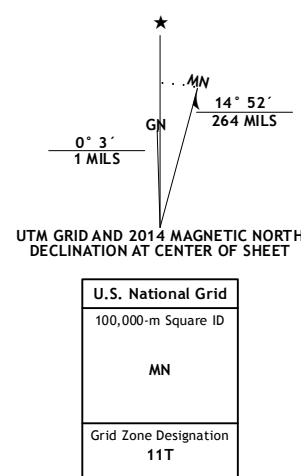 ★
MN
14° 52´
264 MILS
GN
0° 3´
1 MILS
UTM GRID AND 2014 MAGNETIC NORTH
DECLINATION AT CENTER OF SHEET
U.S. National Grid
100,000-m Square ID
MN
Grid Zone Designation
11T